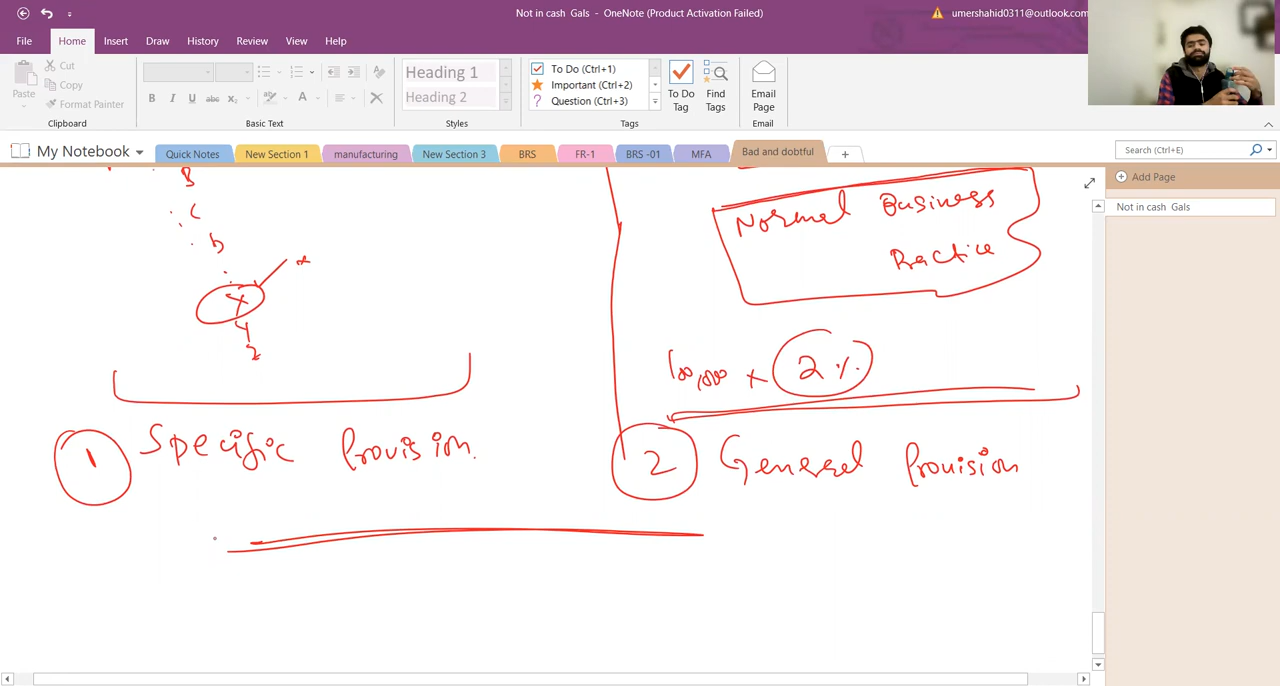 Not in cash Gals - OneNote (Product Activation Failed)
umershahid0311@outlook.com
File Home Insert Draw History Review View Help
Paste
Cut
Copy
Format Painter
Clipboard
B I U abc X₂ A
Basic Text
Heading 1
Heading 2
Styles
To Do (Ctrl+1)
Important (Ctrl+2)
? Question (Ctrl+3)
To Do Tag
Find Tags
Tags
Email Page
Email
My Notebook
Quick Notes New Section 1 manufacturing New Section 3 BRS FR-1 BRS -01 MFA Bad and dobtful +
Search (Ctrl+E)
Add Page
Not in cash Gals
B
C
D
X
Y
Z
Normal Business
Practice
100,000 x 2 %
1 Specific Provision.
2 General Provision